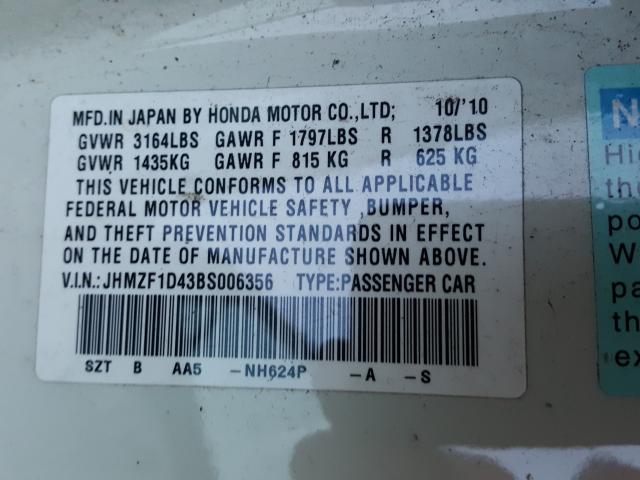 MFD.IN JAPAN BY HONDA MOTOR CO.,LTD; 10/'10
GVWR 3164LBS GAWR F 1797LBS R 1378LBS
GVWR 1435KG GAWR F 815 KG R 625 KG
THIS VEHICLE CONFORMS TO ALL APPLICABLE
FEDERAL MOTOR VEHICLE SAFETY ,BUMPER,
AND THEFT PREVENTION STANDARDS IN EFFECT
ON THE DATE OF MANUFACTURE SHOWN ABOVE.
V.I.N.:JHMZF1D43BS006356 TYPE:PASSENGER CAR
SZT B AA5 -NH624P -A -S